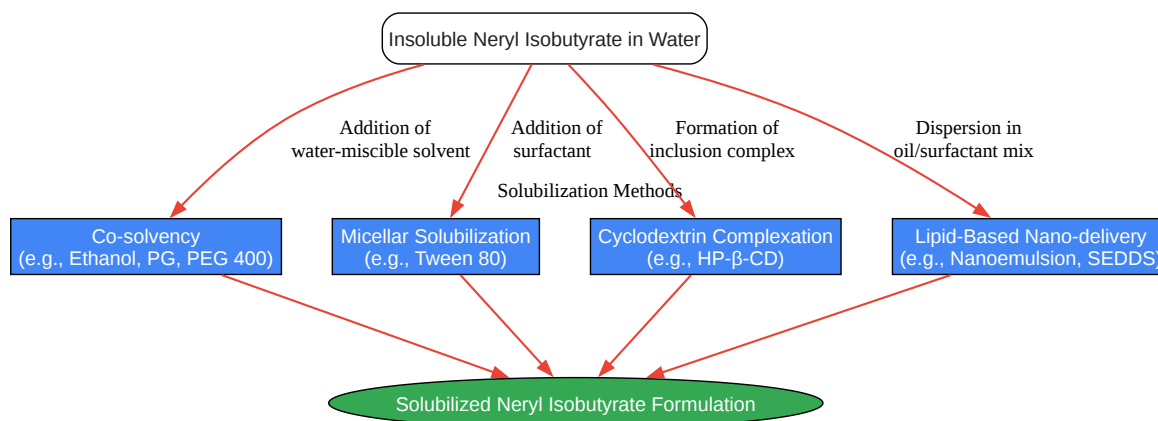 Insoluble Neryl Isobutyrate in Water
Addition of
water-miscible solvent
Addition of
surfactant
Formation of
inclusion complex
Dispersion in
oil/surfactant mix
Solubilization Methods
Co-solvency
(e.g., Ethanol, PG, PEG 400)
Micellar Solubilization
(e.g., Tween 80)
Cyclodextrin Complexation
(e.g., HP-β-CD)
Lipid-Based Nano-delivery
(e.g., Nanoemulsion, SEDDS)
Solubilized Neryl Isobutyrate Formulation